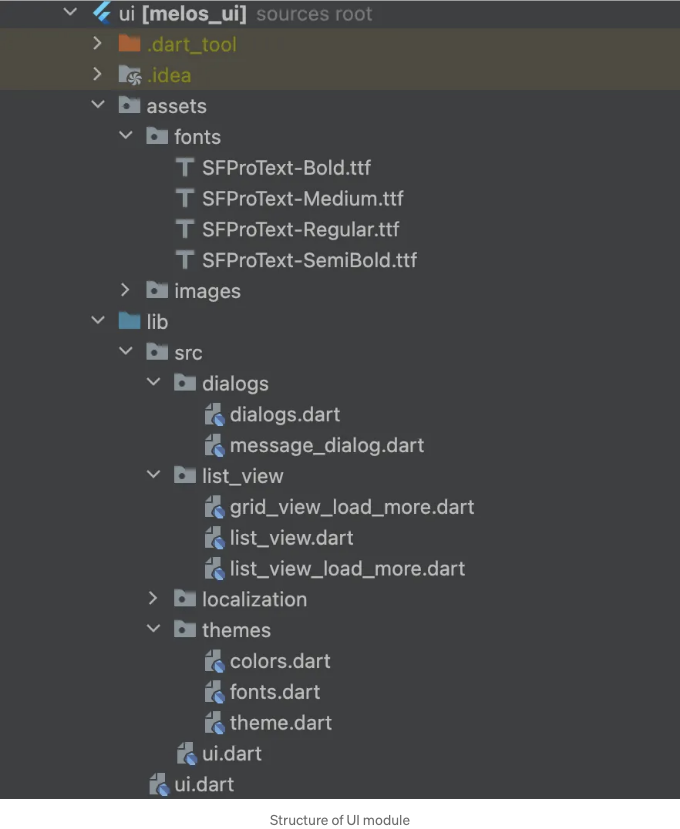 ui [melos_ui] sources root
.dart_tool
.idea
assets
fonts
SFProText-Bold.ttf
SFProText-Medium.ttf
SFProText-Regular.ttf
SFProText-SemiBold.ttf
images
lib
src
dialogs
dialogs.dart
message_dialog.dart
list_view
grid_view_load_more.dart
list_view.dart
list_view_load_more.dart
localization
themes
colors.dart
fonts.dart
theme.dart
ui.dart
ui.dart
Structure of UI module